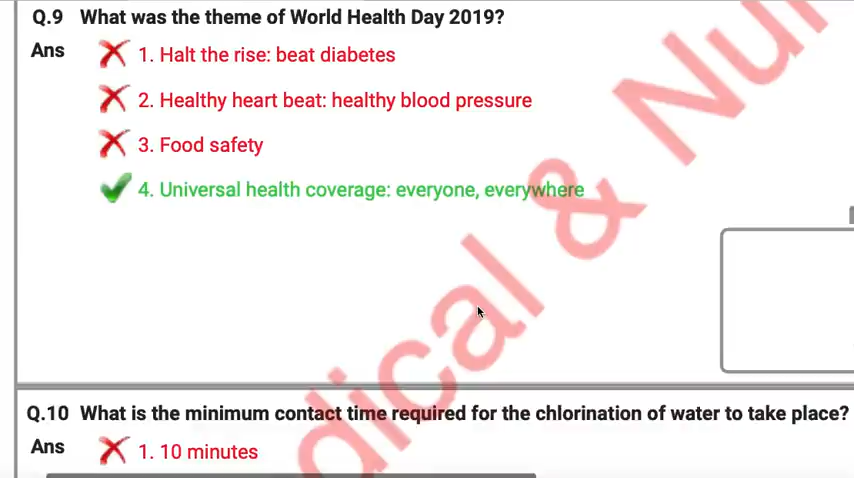 Q.9 What was the theme of World Health Day 2019?
Ans
1. Halt the rise: beat diabetes
2. Healthy heart beat: healthy blood pressure
3. Food safety
4. Universal health coverage: everyone, everywhere
dical & Nur
Q.10 What is the minimum contact time required for the chlorination of water to take place?
Ans
1. 10 minutes